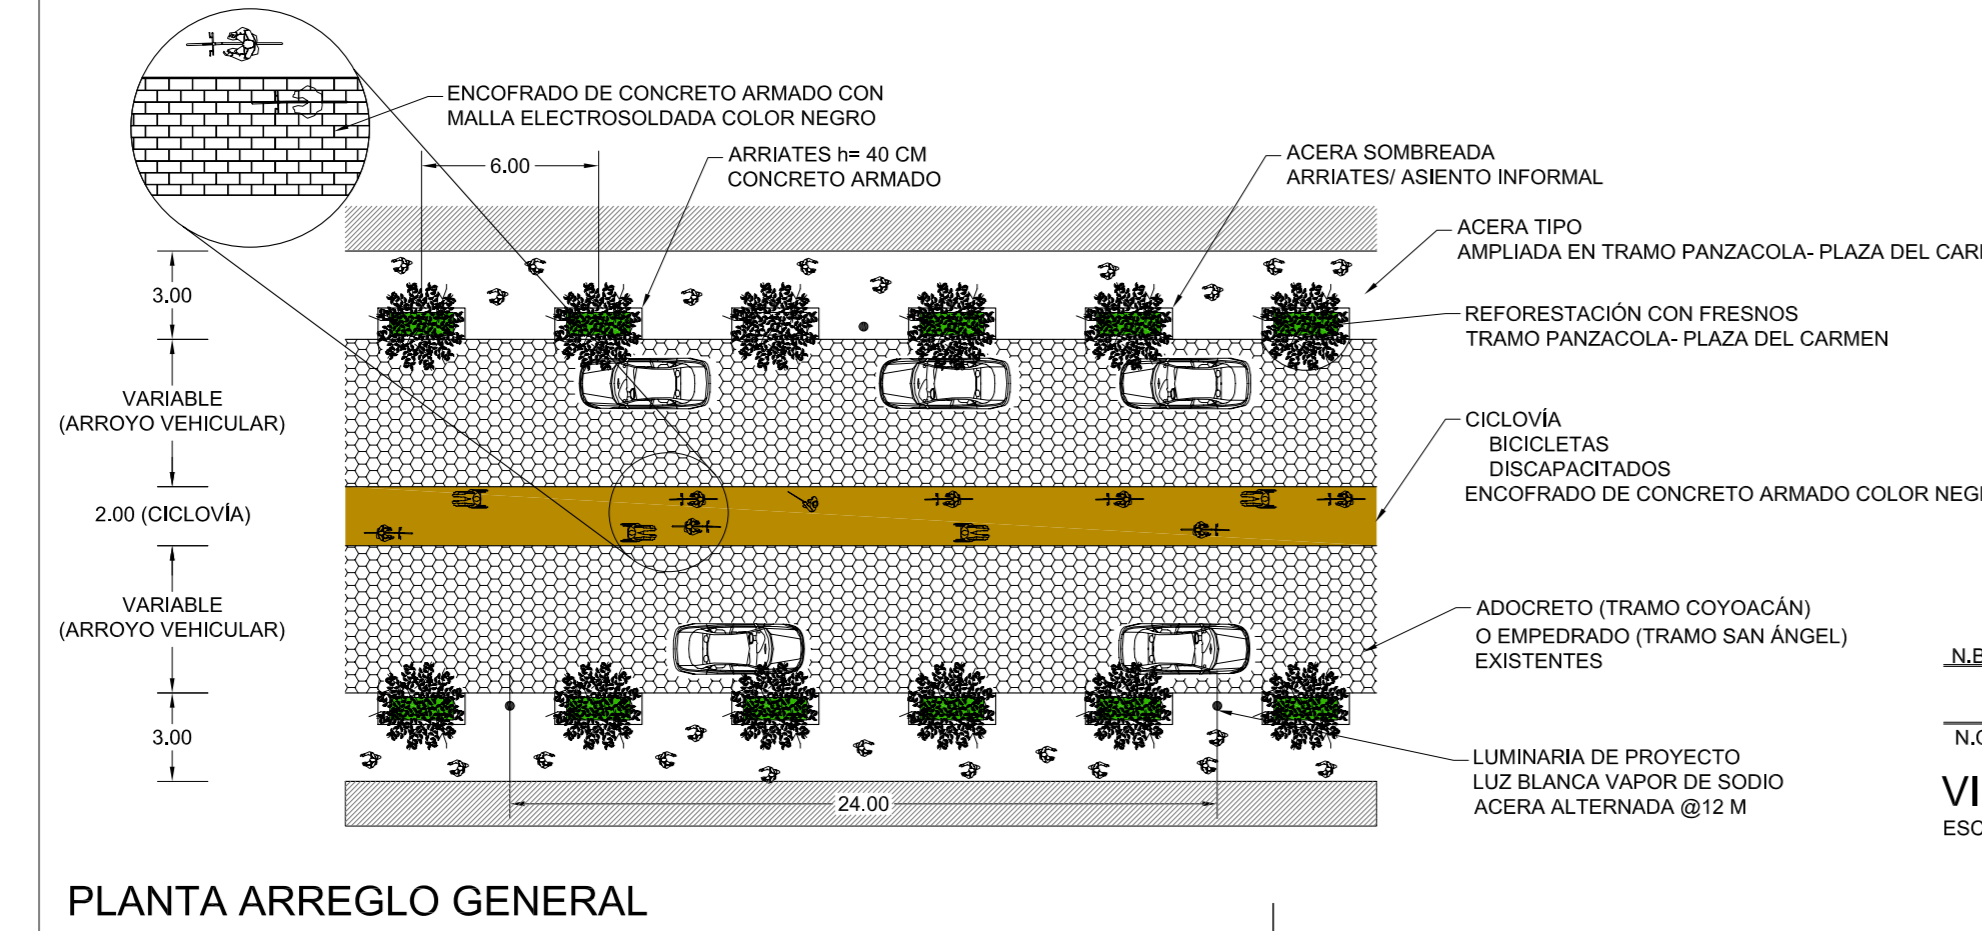 ENCOFRADO DE CONCRETO ARMADO CON
MALLA ELECTROSOLDADA COLOR NEGRO
6.00
ARRIATES h= 40 CM
CONCRETO ARMADO
ACERA SOMBREADA
ARRIATES/ ASIENTO INFORMAL
ACERA TIPO
AMPLIADA EN TRAMO PANZACOLA- PLAZA DEL
3.00
REFORESTACIÓN CON FRESNOS
TRAMO PANZACOLA- PLAZA DEL CARMEN
VARIABLE
(ARROYO VEHICULAR)
CICLOVÍA
BICICLETAS
DISCAPACITADOS
ENCOFRADO DE CONCRETO ARMADO COLOR
2.00 (CICLOVÍA)
VARIABLE
(ARROYO VEHICULAR)
ADOCRETO (TRAMO COYOACÁN)
O EMPEDRADO (TRAMO SAN ÁNGEL)
EXISTENTES
3.00
LUMINARIA DE PROYECTO
LUZ BLANCA VAPOR DE SODIO
ACERA ALTERNADA @12 M
24.00
PLANTA ARREGLO GENERAL